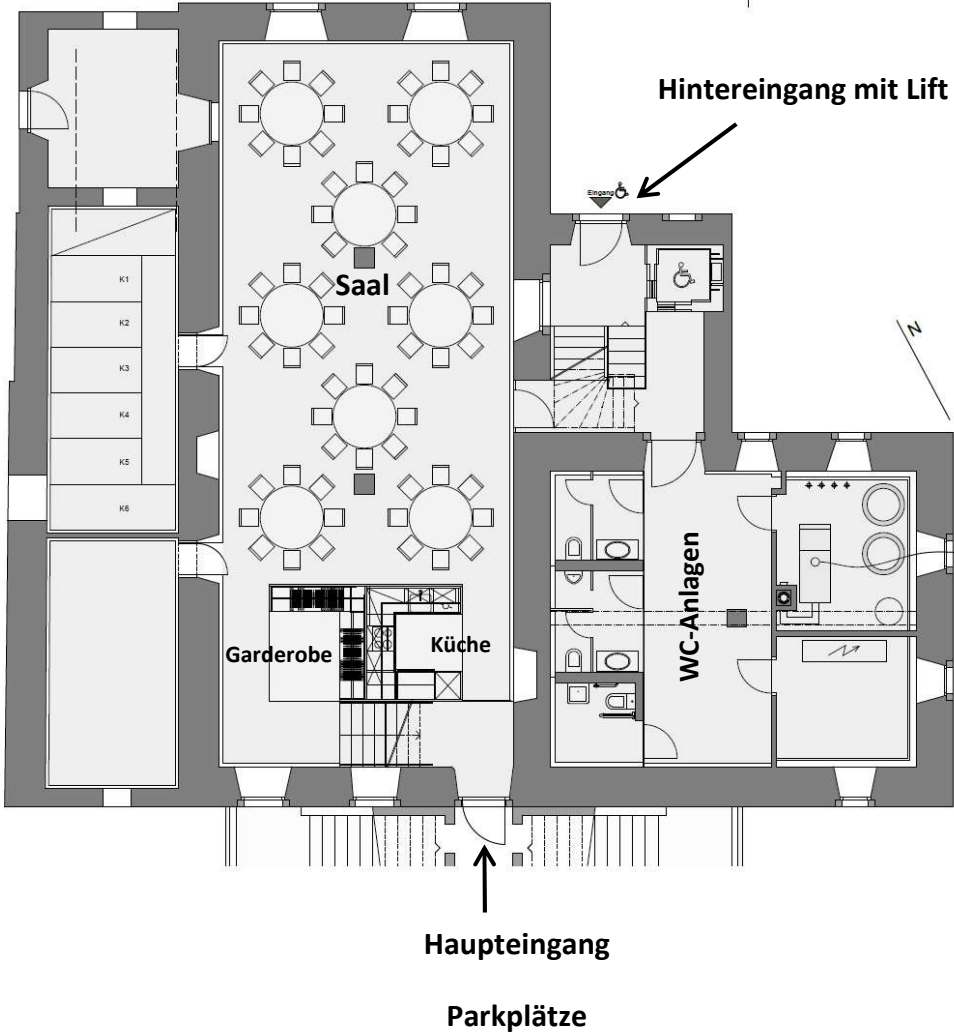 Hintereingang mit Lift
Eingang
K1
Saal
K2
N
K3
K4
K5
K6
WC-Anlagen
Garderobe
Küche
Haupteingang
Parkplätze